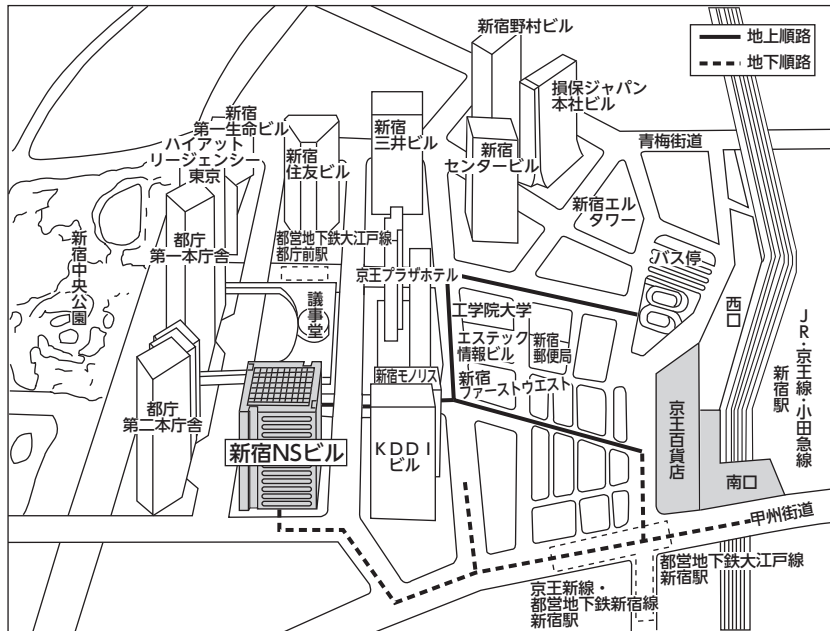 新宿野村ビル
地上順路
地下順路
損保ジャパン
本社ビル
新宿
第一生命ビル
ハイアット
リージェンシー
東京
新宿
住友ビル
新宿
三井ビル
新宿
センタービル
青梅街道
新宿エル
タワー
新宿中央公園
都庁
第一本庁舎
都営地下鉄大江戸線
都庁前駅
京王プラザホテル
バス停
議事堂
工学院大学
エステック
情報ビル
新宿
郵便局
西口
JR・京王線・小田急線
新宿駅
新宿モノリス
新宿
ファーストウエスト
都庁
第二本庁舎
新宿NSビル
KDDI
ビル
京王百貨店
南口
甲州街道
都営地下鉄大江戸線
新宿駅
京王新線・
都営地下鉄新宿線
新宿駅